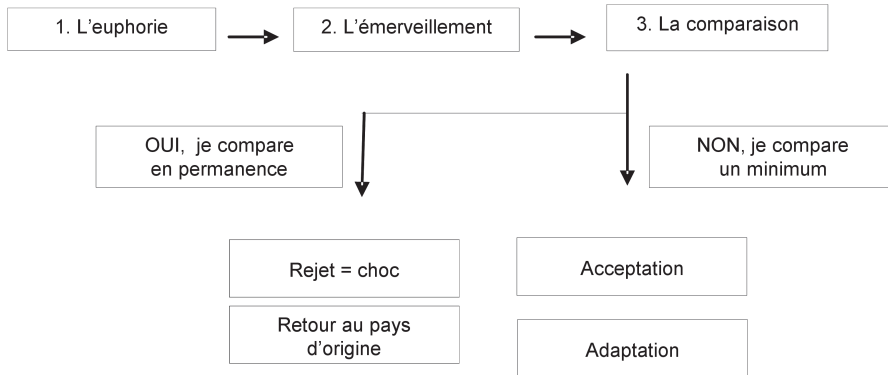 1. L'euphorie
2. L'émerveillement
3. La comparaison
OUI, je compare
en permanence
NON, je compare
un minimum
Rejet = choc
Acceptation
Retour au pays
d'origine
Adaptation